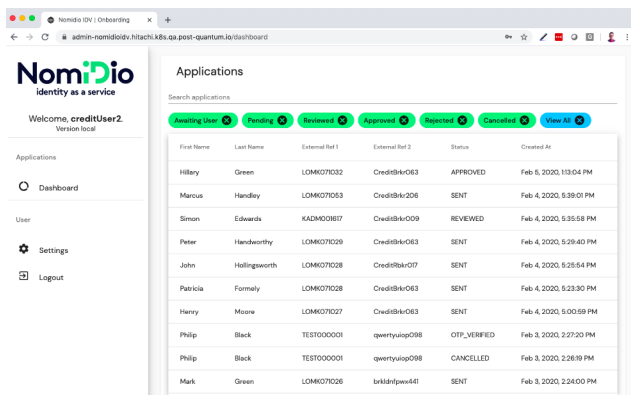 Nomidio IDV | Onboarding
admin-nomidioidv.hitachi.k8s.qa.post-quantum.io/dashboard
NomiDio
identity as a service
Welcome, creditUser2.
Version local
Applications
Dashboard
User
Settings
Logout
Applications
Search applications
Awaiting User Pending Reviewed Approved Rejected Cancelled View All
First Name Last Name External Ref 1 External Ref 2 Status Created At
Hillary Green LOMK071032 CreditBrkr063 APPROVED Feb 5, 2020, 1:13:04 PM
Marcus Handley LOMK071053 CreditBrkr206 SENT Feb 4, 2020, 5:39:01 PM
Simon Edwards KADM001617 CreditBrkr009 REVIEWED Feb 4, 2020, 5:35:58 PM
Peter Handworthy LOMK071029 CreditBrkr063 SENT Feb 4, 2020, 5:29:40 PM
John Hollingsworth LOMK071028 CreditRbkr017 SENT Feb 4, 2020, 5:25:54 PM
Patricia Formely LOMK071028 CreditBrkr063 SENT Feb 4, 2020, 5:23:30 PM
Henry Moore LOMK071027 CreditBrkr063 SENT Feb 4, 2020, 5:00:59 PM
Philip Black TEST000001 qwertyuiop098 OTP_VERIFIED Feb 3, 2020, 2:27:20 PM
Philip Black TEST000001 qwertyuiop098 CANCELLED Feb 3, 2020, 2:26:19 PM
Mark Green LOMK071026 brkldnfpwx441 SENT Feb 3, 2020, 2:24:00 PM